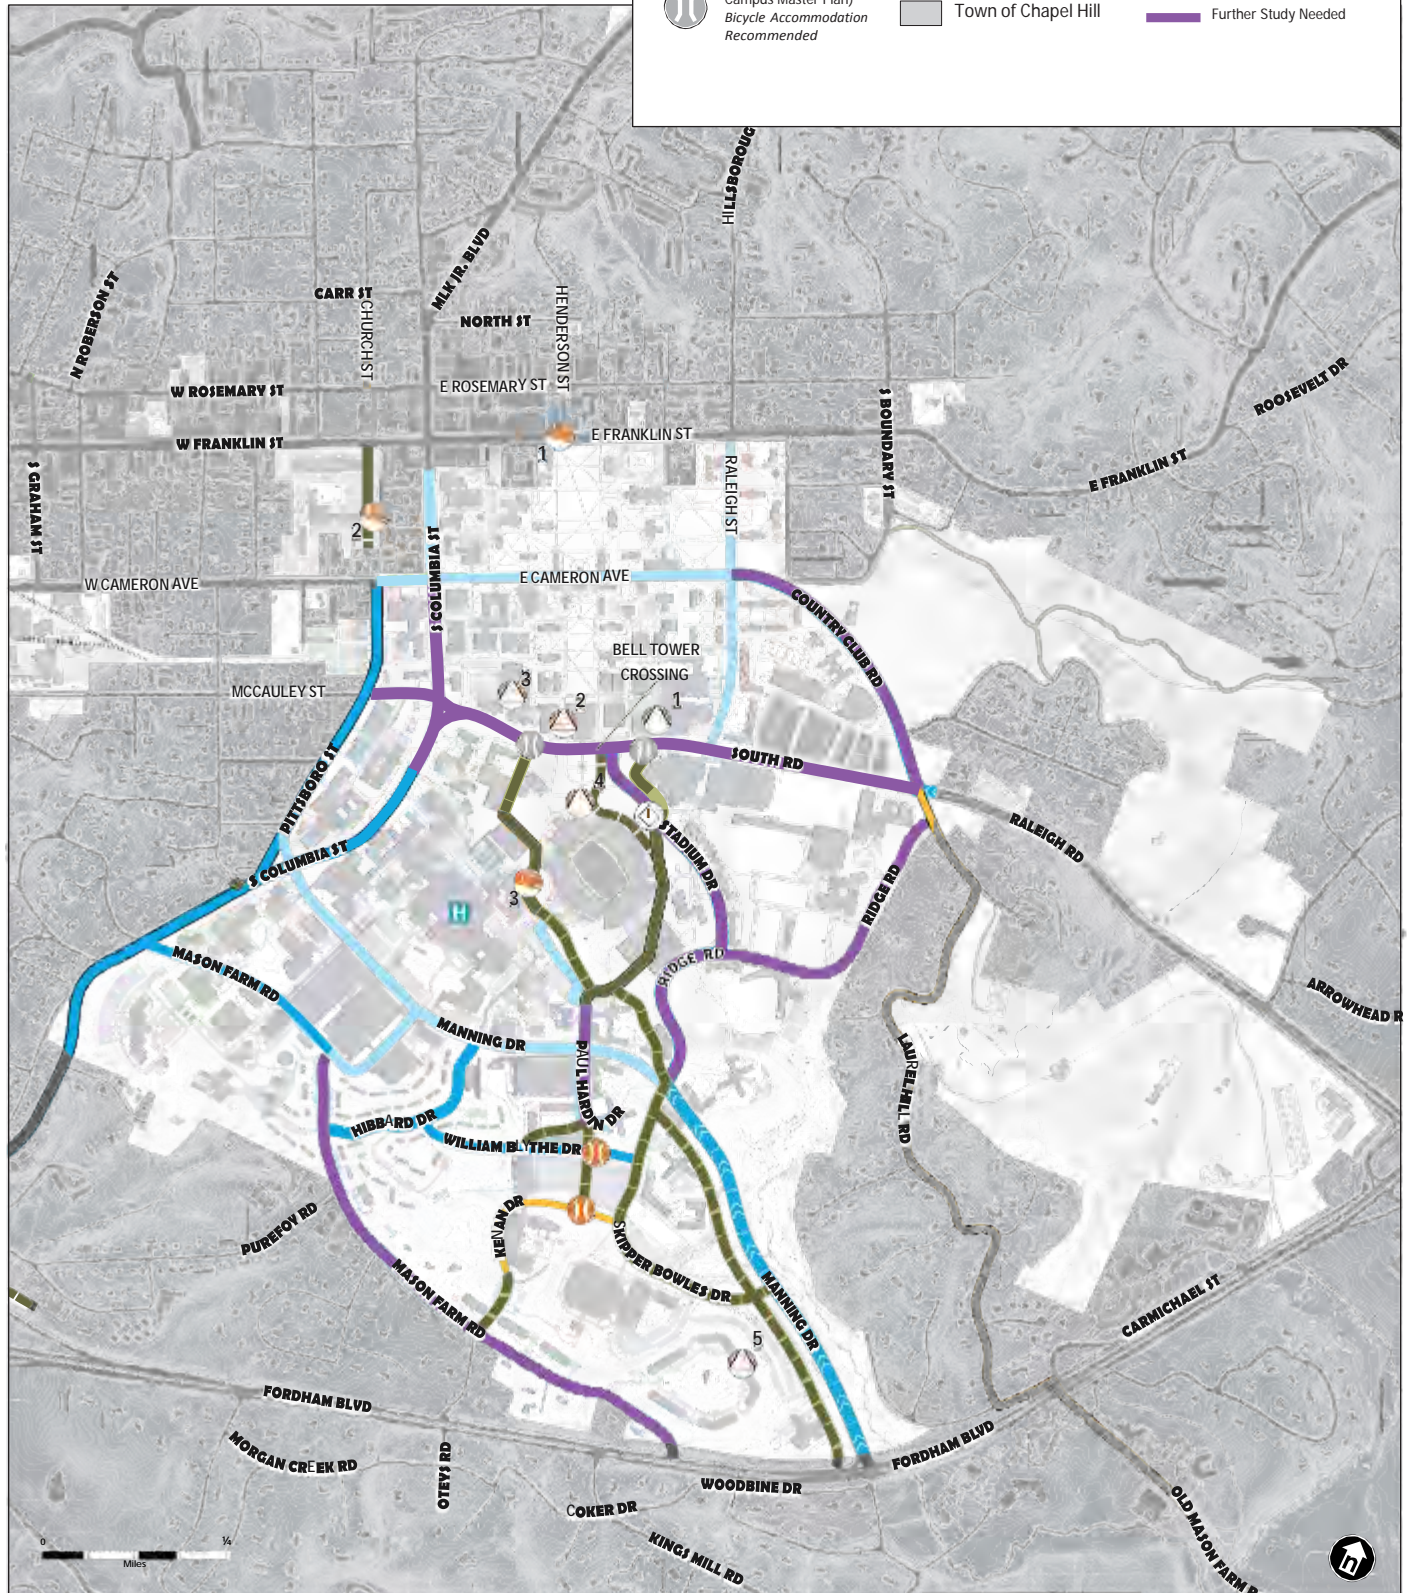 Campus Master Plan)
Bicycle Accommodation
Recommended
Town of Chapel Hill
Further Study Needed
HILLSBOROUG
MLK JR. BLVD
N ROBERSON ST
CARR ST
CHURCH ST
HENDERSON ST
NORTH ST
E ROSEMARY ST
W ROSEMARY ST
ROOSEVELT DR
S BOUNDARY ST
W FRANKLIN ST
E FRANKLIN ST
1
E FRANKLIN ST
S GRAHAM ST
RALEIGH ST
2
S COLUMBIA ST
W CAMERON AVE
E CAMERON AVE
COUNTRY CLUB RD
BELL TOWER
CROSSING
MCCAULEY ST
3
2
1
SOUTH RD
PITTSBORO ST
4
RALEIGH RD
STADIUM DR
S COLUMBIA ST
RIDGE RD
3
H
MASON FARM RD
RIDGE RD
ARROWHEAD R
MANNING DR
PAUL HARDIN DR
LAURELHILL RD
HIBBARD DR
WILLIAM BLYTHE DR
KENAN DR
PUREFOY RD
SKIPPER BOWLES DR
MANNING DR
MASON FARM RD
CARMICHAEL ST
5
FORDHAM BLVD
MORGAN CREEK RD
OTEYS RD
FORDHAM BLVD
WOODBINE DR
COKER DR
OLD MASON FARM R
KINGS MILL RD
0
¼
Miles
n